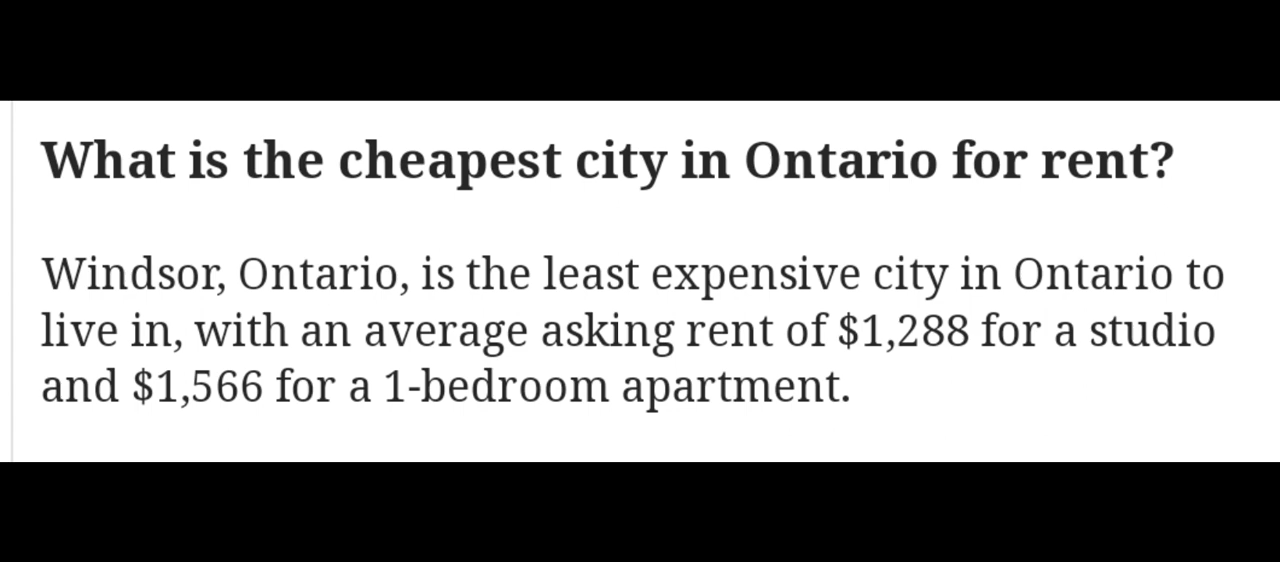 What is the cheapest city in Ontario for rent?
Windsor, Ontario, is the least expensive city in Ontario to
live in, with an average asking rent of $1,288 for a studio
and $1,566 for a 1-bedroom apartment.